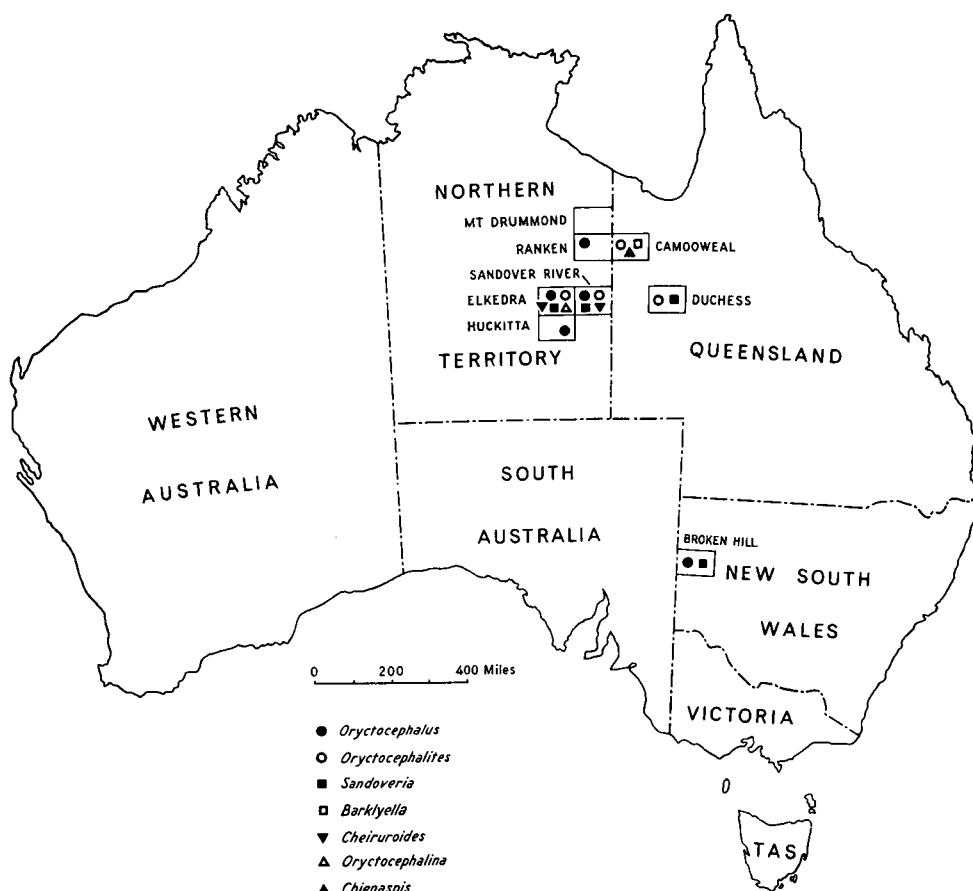 NORTHERN
MT DRUMMOND
RANKEN
CAMOOWEAL
SANDOVER RIVER
ELKEDRA
DUCHESS
HUCKITTA
TERRITORY
QUEENSLAND
WESTERN
AUSTRALIA
SOUTH
AUSTRALIA
BROKEN HILL
NEW SOUTH
WALES
VICTORIA
TAS
0 200 400 Miles
Oryctocephalus
Oryctocephalites
Sandoveria
Barklyella
Cheiruroides
Oryctocephalina
Chienaspis